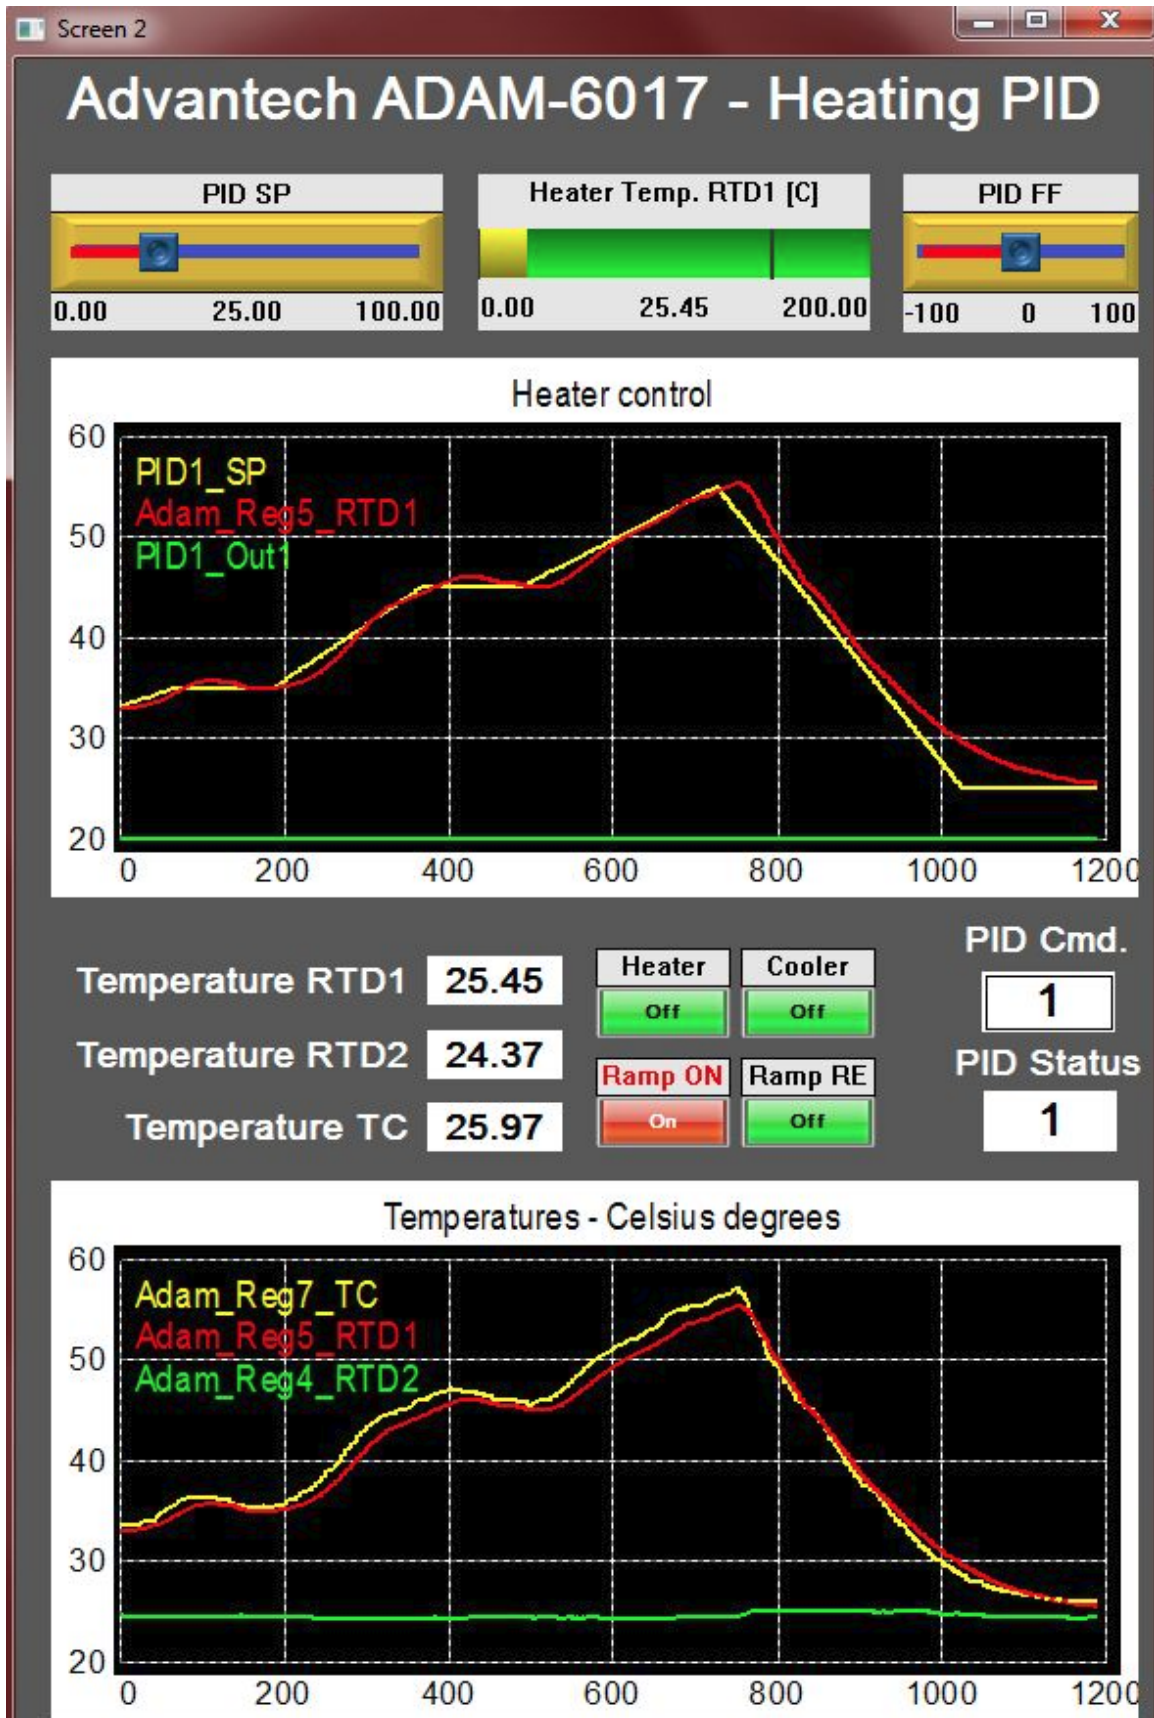 Screen 2
Advantech ADAM-6017 - Heating PID
PID SP
0.00 25.00 100.00
Heater Temp. RTD1 [C]
0.00 25.45 200.00
PID FF
-100 0 100
Heater control
60
50
40
30
20
PID1_SP
Adam_Reg5_RTD1
PID1_Out1
0 200 400 600 800 1000 1200
Temperature RTD1 25.45
Temperature RTD2 24.37
Temperature TC 25.97
Heater
Off
Cooler
Off
Ramp ON
On
Ramp RE
Off
PID Cmd.
1
PID Status
1
Temperatures - Celsius degrees
60
50
40
30
20
Adam_Reg7_TC
Adam_Reg5_RTD1
Adam_Reg4_RTD2
0 200 400 600 800 1000 1200